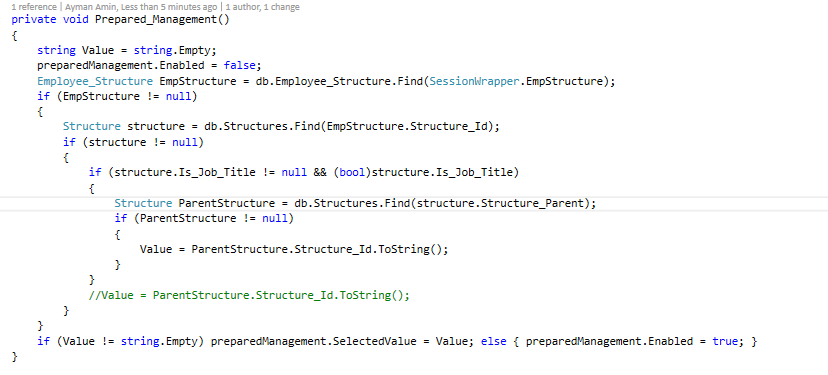 1 reference | Ayman Amin, Less than 5 minutes ago | 1 author, 1 change
private void Prepared_Management()
{
    string Value = string.Empty;
    preparedManagement.Enabled = false;
    Employee_Structure EmpStructure = db.Employee_Structure.Find(SessionWrapper.EmpStructure);
    if (EmpStructure != null)
    {
        Structure structure = db.Structures.Find(EmpStructure.Structure_Id);
        if (structure != null)
        {
            if (structure.Is_Job_Title != null && (bool)structure.Is_Job_Title)
            {
                Structure ParentStructure = db.Structures.Find(structure.Structure_Parent);
                if (ParentStructure != null)
                {
                    Value = ParentStructure.Structure_Id.ToString();
                }
            }
            //Value = ParentStructure.Structure_Id.ToString();
        }
    }
    if (Value != string.Empty) preparedManagement.SelectedValue = Value; else { preparedManagement.Enabled = true; }
}